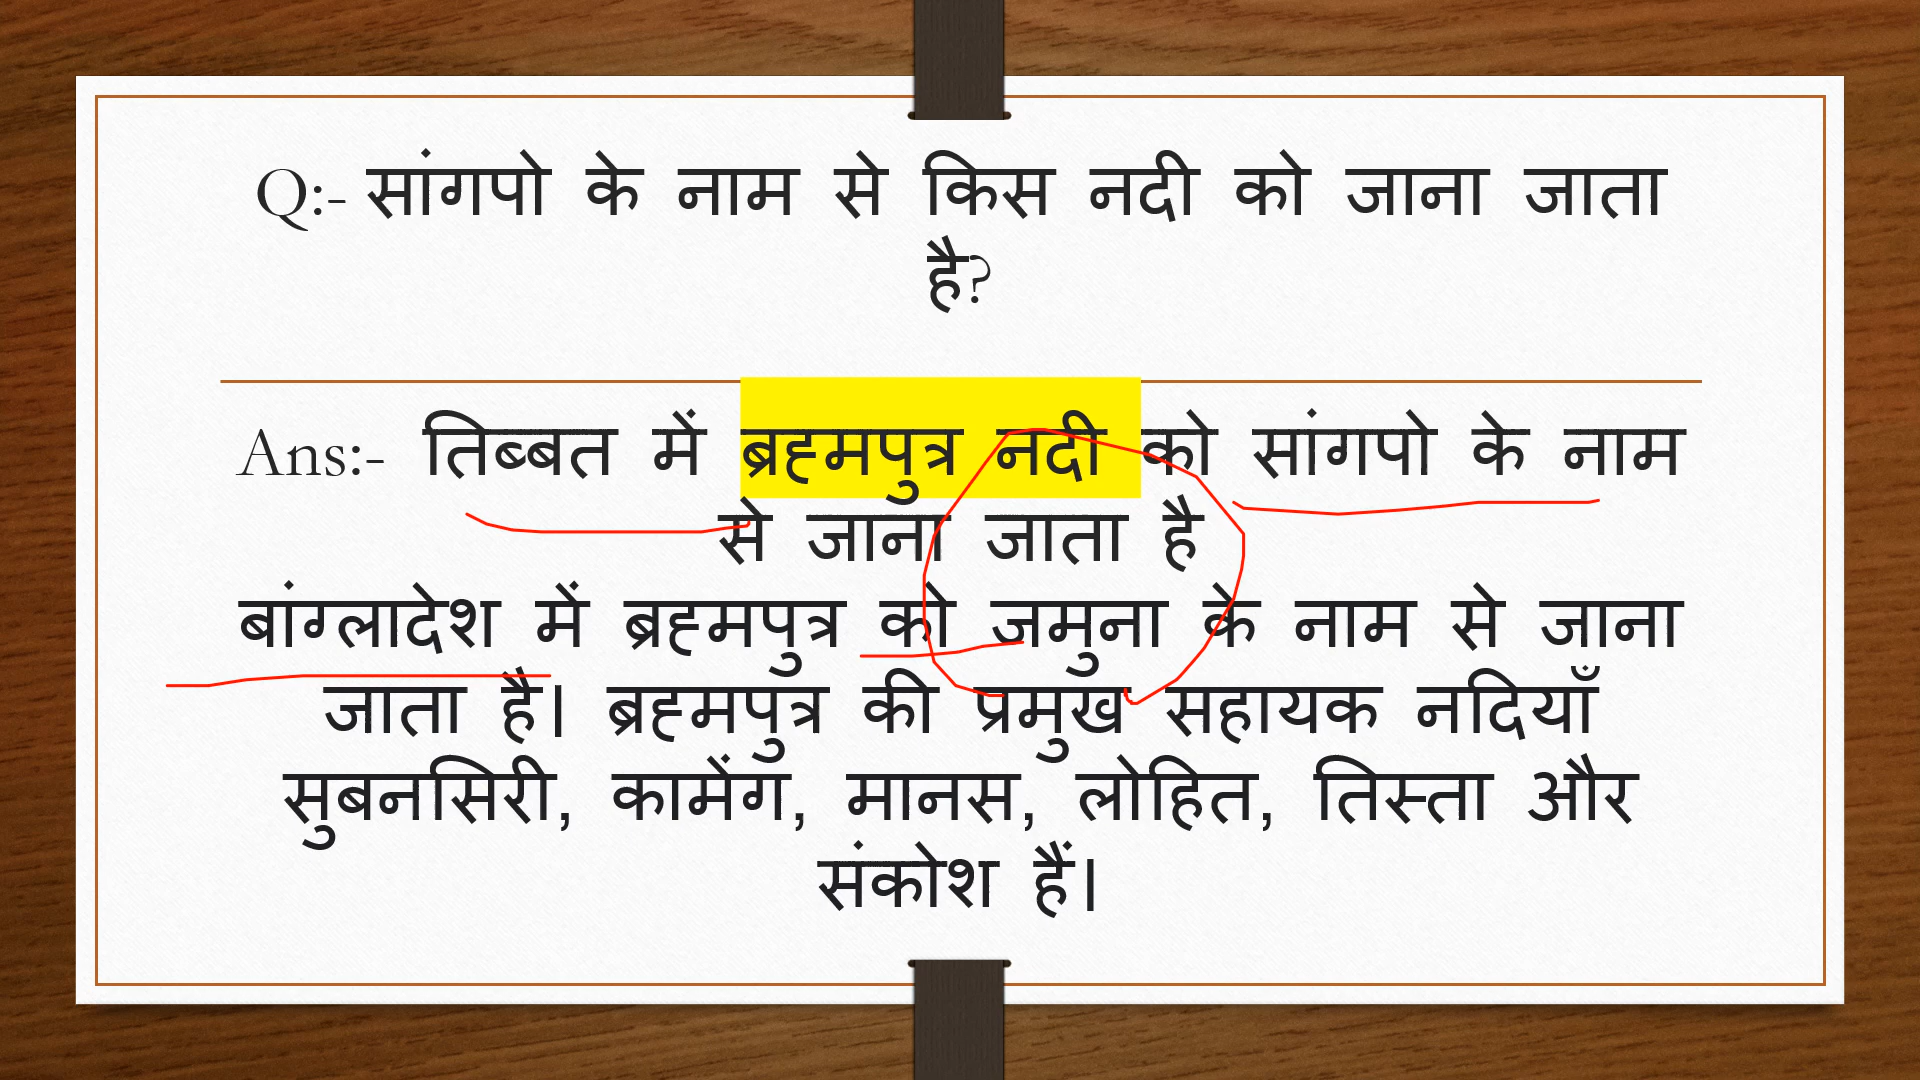 Q:- सांगपो के नाम से किस नदी को जाना जाता
है?
Ans:- तिब्बत में ब्रह्मपुत्र नदी को सांगपो के नाम
से जाना जाता है
बांग्लादेश में ब्रह्मपुत्र को जमुना के नाम से जाना
जाता है। ब्रह्मपुत्र की प्रमुख सहायक नदियाँ
सुबनसिरी, कामेंग, मानस, लोहित, तिस्ता और
संकोश हैं।